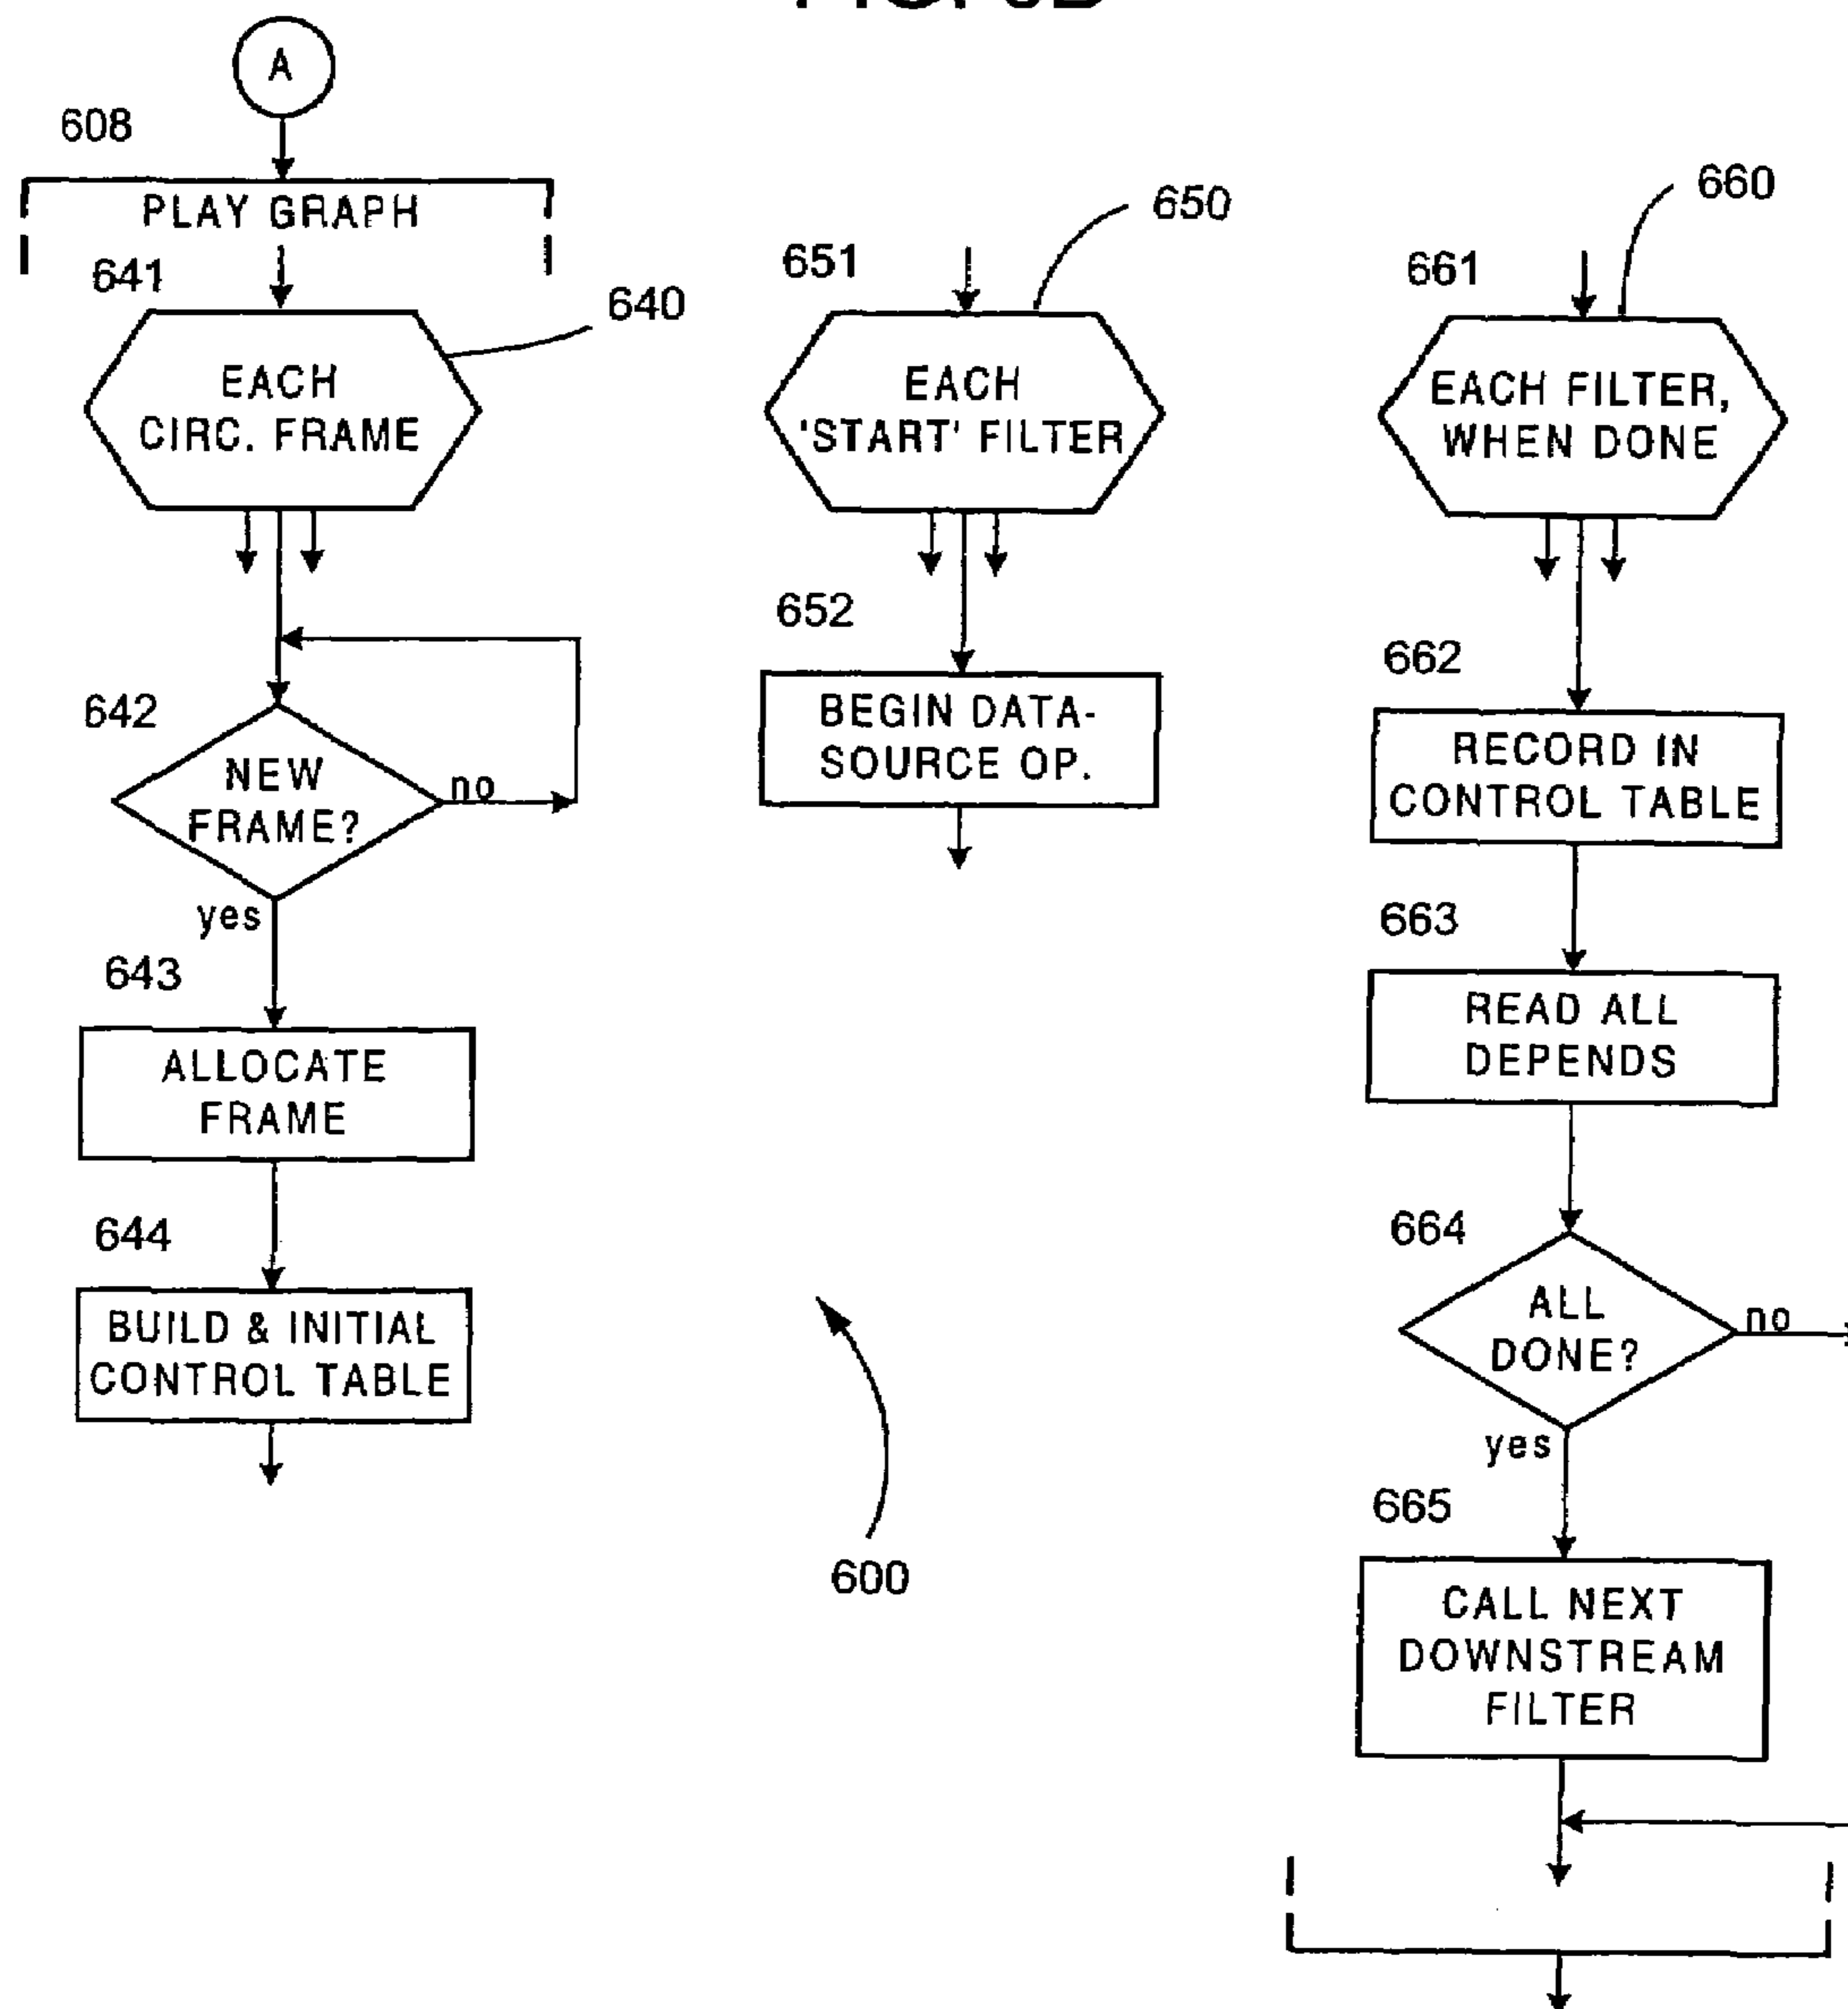 A
608
PLAY GRAPH
641
640
EACH
CIRC. FRAME
642
NEW
FRAME?
no
yes
643
ALLOCATE
FRAME
644
BUILD & INITIAL
CONTROL TABLE
650
651
EACH
'START' FILTER
652
BEGIN DATA-
SOURCE OP.
600
660
661
EACH FILTER,
WHEN DONE
662
RECORD IN
CONTROL TABLE
663
READ ALL
DEPENDS
664
ALL
DONE?
no
yes
665
CALL NEXT
DOWNSTREAM
FILTER